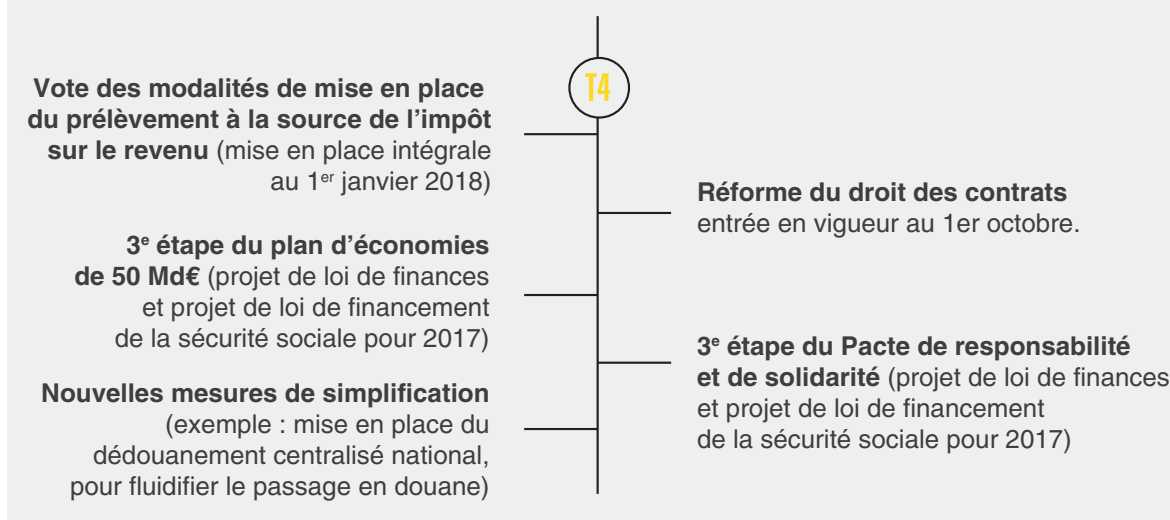 T4
Vote des modalités de mise en place
du prélèvement à la source de l’impôt
sur le revenu (mise en place intégrale
au 1er janvier 2018)
Réforme du droit des contrats
entrée en vigueur au 1er octobre.
3e étape du plan d’économies
de 50 Md€ (projet de loi de finances
et projet de loi de financement
de la sécurité sociale pour 2017)
3e étape du Pacte de responsabilité
et de solidarité (projet de loi de finances
et projet de loi de financement
de la sécurité sociale pour 2017)
Nouvelles mesures de simplification
(exemple : mise en place du
dédouanement centralisé national,
pour fluidifier le passage en douane)